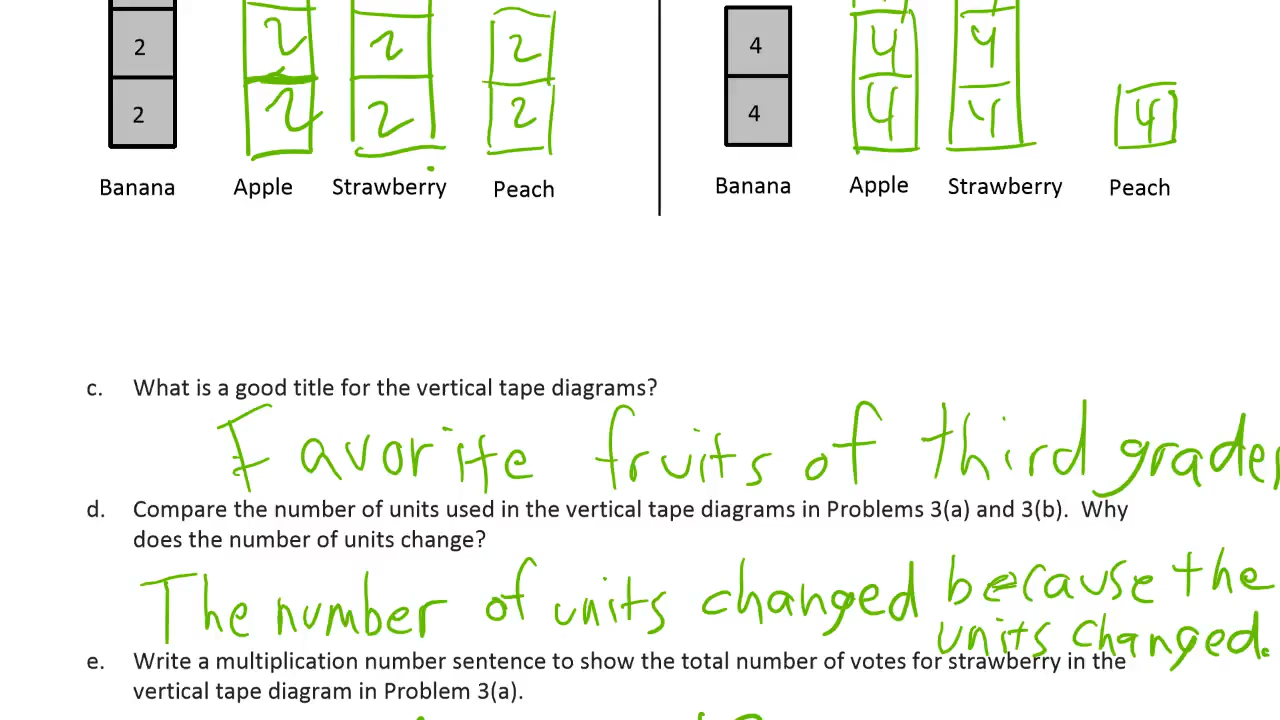 2 2 2 2 4 4 4
2 2 2 2 4 4 4 4
Banana Apple Strawberry Peach Banana Apple Strawberry Peach
c. What is a good title for the vertical tape diagrams?
Favorite fruits of third grade
d. Compare the number of units used in the vertical tape diagrams in Problems 3(a) and 3(b). Why
does the number of units change?
The number of units changed because the
units changed.
e. Write a multiplication number sentence to show the total number of votes for strawberry in the
vertical tape diagram in Problem 3(a).